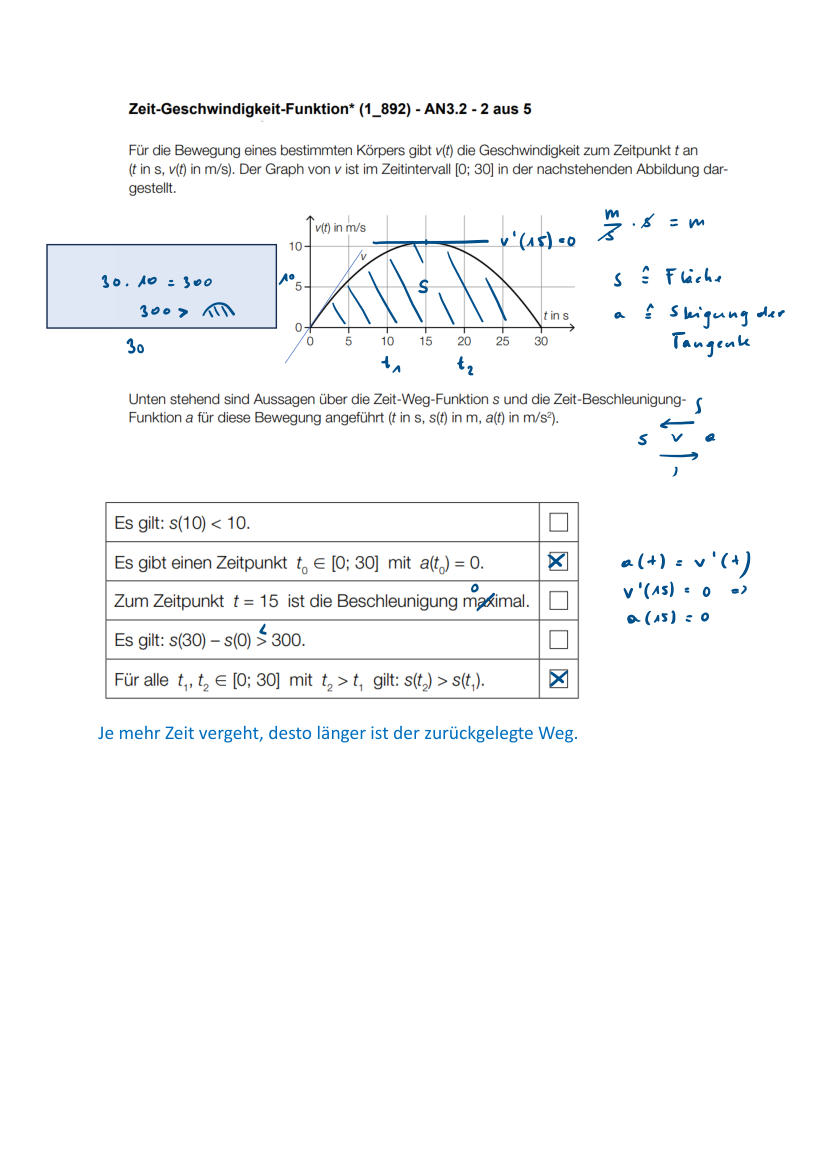 Zeit-Geschwindigkeit-Funktion* (1_892) - AN3.2 - 2 aus 5
Für die Bewegung eines bestimmten Körpers gibt v(t) die Geschwindigkeit zum Zeitpunkt t an
(t in s, v(t) in m/s). Der Graph von v ist im Zeitintervall [0; 30] in der nachstehenden Abbildung dar-
gestellt.
30 · 10 = 300
300 >
10
30
v(t) in m/s
10
5
0
v
v'(15)=0
S
t in s
0 5 10 15 20 25 30
t₁ t₂
m/s · s = m
s ≙ Fläche
a ≙ Steigung der
Tangente
Unten stehend sind Aussagen über die Zeit-Weg-Funktion s und die Zeit-Beschleunigung-
Funktion a für diese Bewegung angeführt (t in s, s(t) in m, a(t) in m/s²).
∫
s v a
'
Es gilt: s(10) < 10.
Es gibt einen Zeitpunkt t₀ ∈ [0; 30] mit a(t₀) = 0.
Zum Zeitpunkt t = 15 ist die Beschleunigung maximal.
0
Es gilt: s(30) – s(0) > 300.
<
Für alle t₁, t₂ ∈ [0; 30] mit t₂ > t₁ gilt: s(t₂) > s(t₁).
a(t) = v'(t)
v'(15) = 0 =>
a(15) = 0
Je mehr Zeit vergeht, desto länger ist der zurückgelegte Weg.